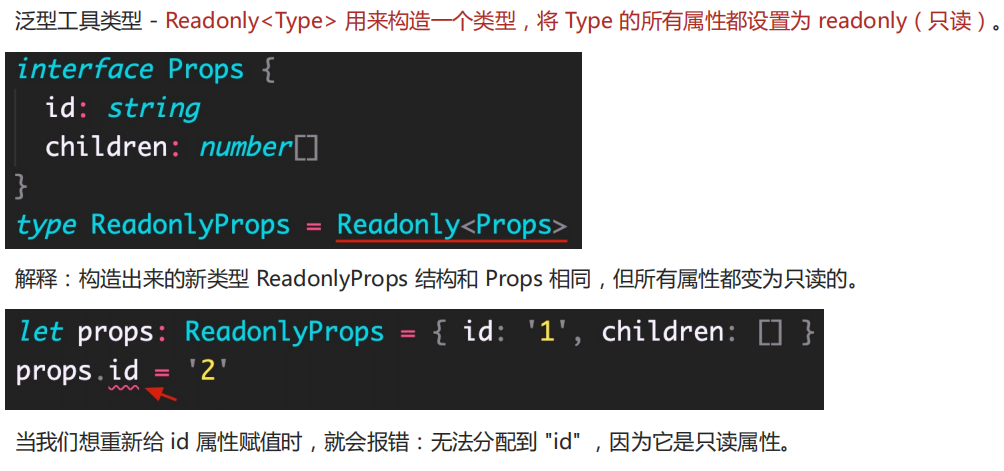 泛型工具类型 - Readonly<Type> 用来构造一个类型，将 Type 的所有属性都设置为 readonly（只读）。
interface Props {
  id: string
  children: number[]
}
type ReadonlyProps = Readonly<Props>
解释：构造出来的新类型 ReadonlyProps 结构和 Props 相同，但所有属性都变为只读的。
let props: ReadonlyProps = { id: '1', children: [] }
props.id = '2'
当我们想重新给 id 属性赋值时，就会报错：无法分配到 "id" ，因为它是只读属性。